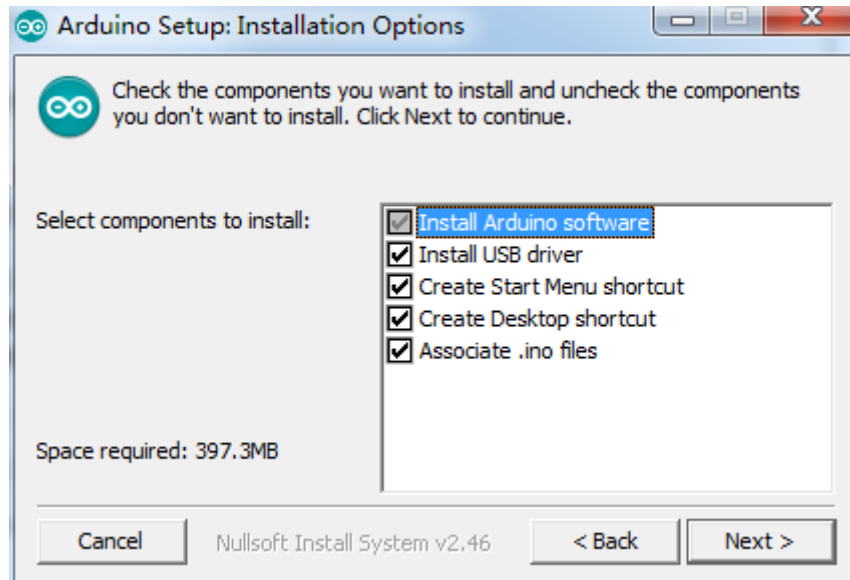 Arduino Setup: Installation Options
Check the components you want to install and uncheck the components
you don't want to install. Click Next to continue.
Select components to install:
Install Arduino software
Install USB driver
Create Start Menu shortcut
Create Desktop shortcut
Associate .ino files
Space required: 397.3MB
Cancel
Nullsoft Install System v2.46
< Back
Next >